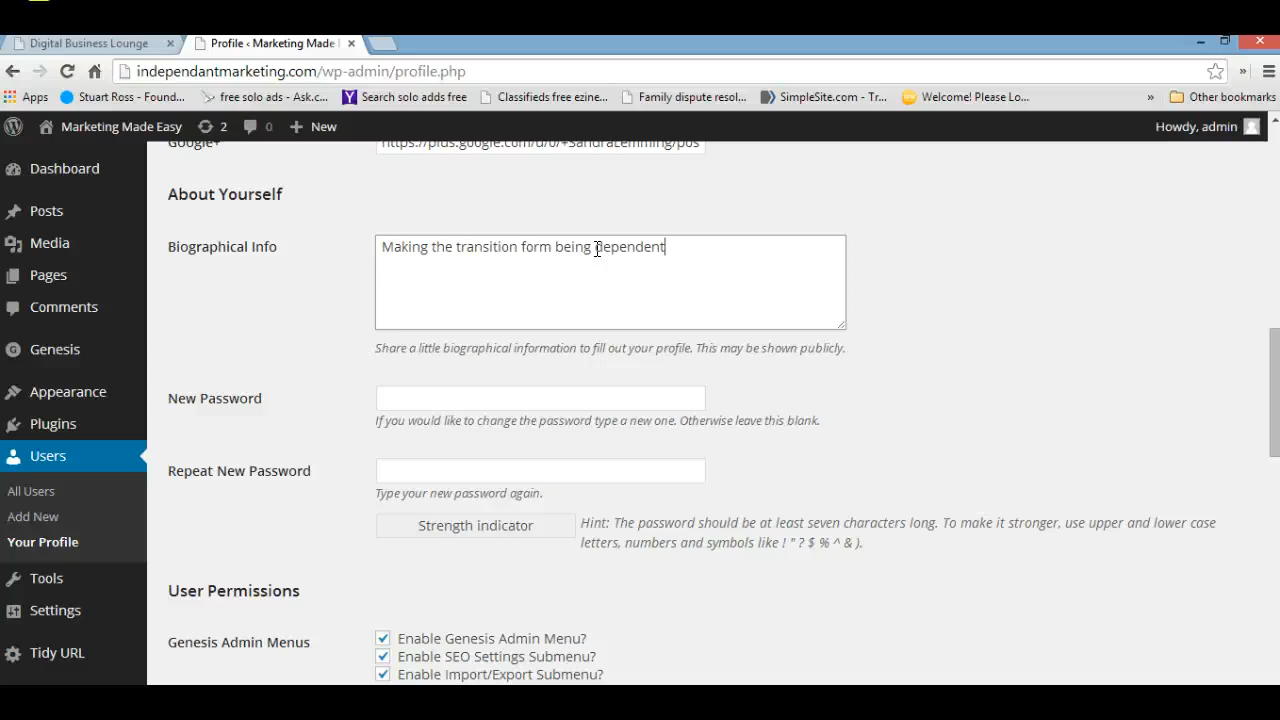 Digital Business Lounge
Profile ‹ Marketing Made
independantmarketing.com/wp-admin/profile.php
Apps Stuart Ross - Found... free solo ads - Ask.c... Search solo adds free Classifieds free ezine... Family dispute resol... SimpleSite.com - Tr... Welcome! Please Lo... » Other bookmarks
Marketing Made Easy 2 0 New Howdy, admin
Google+ https://plus.google.com/u/0/+SandraLemming/pos
Dashboard
Posts
Media
Pages
Comments
Genesis
Appearance
Plugins
Users
All Users
Add New
Your Profile
Tools
Settings
Tidy URL
About Yourself
Biographical Info
Making the transition form being dependent
Share a little biographical information to fill out your profile. This may be shown publicly.
New Password
If you would like to change the password type a new one. Otherwise leave this blank.
Repeat New Password
Type your new password again.
Strength indicator
Hint: The password should be at least seven characters long. To make it stronger, use upper and lower case
letters, numbers and symbols like ! " ? $ % ^ & ).
User Permissions
Genesis Admin Menus
Enable Genesis Admin Menu?
Enable SEO Settings Submenu?
Enable Import/Export Submenu?